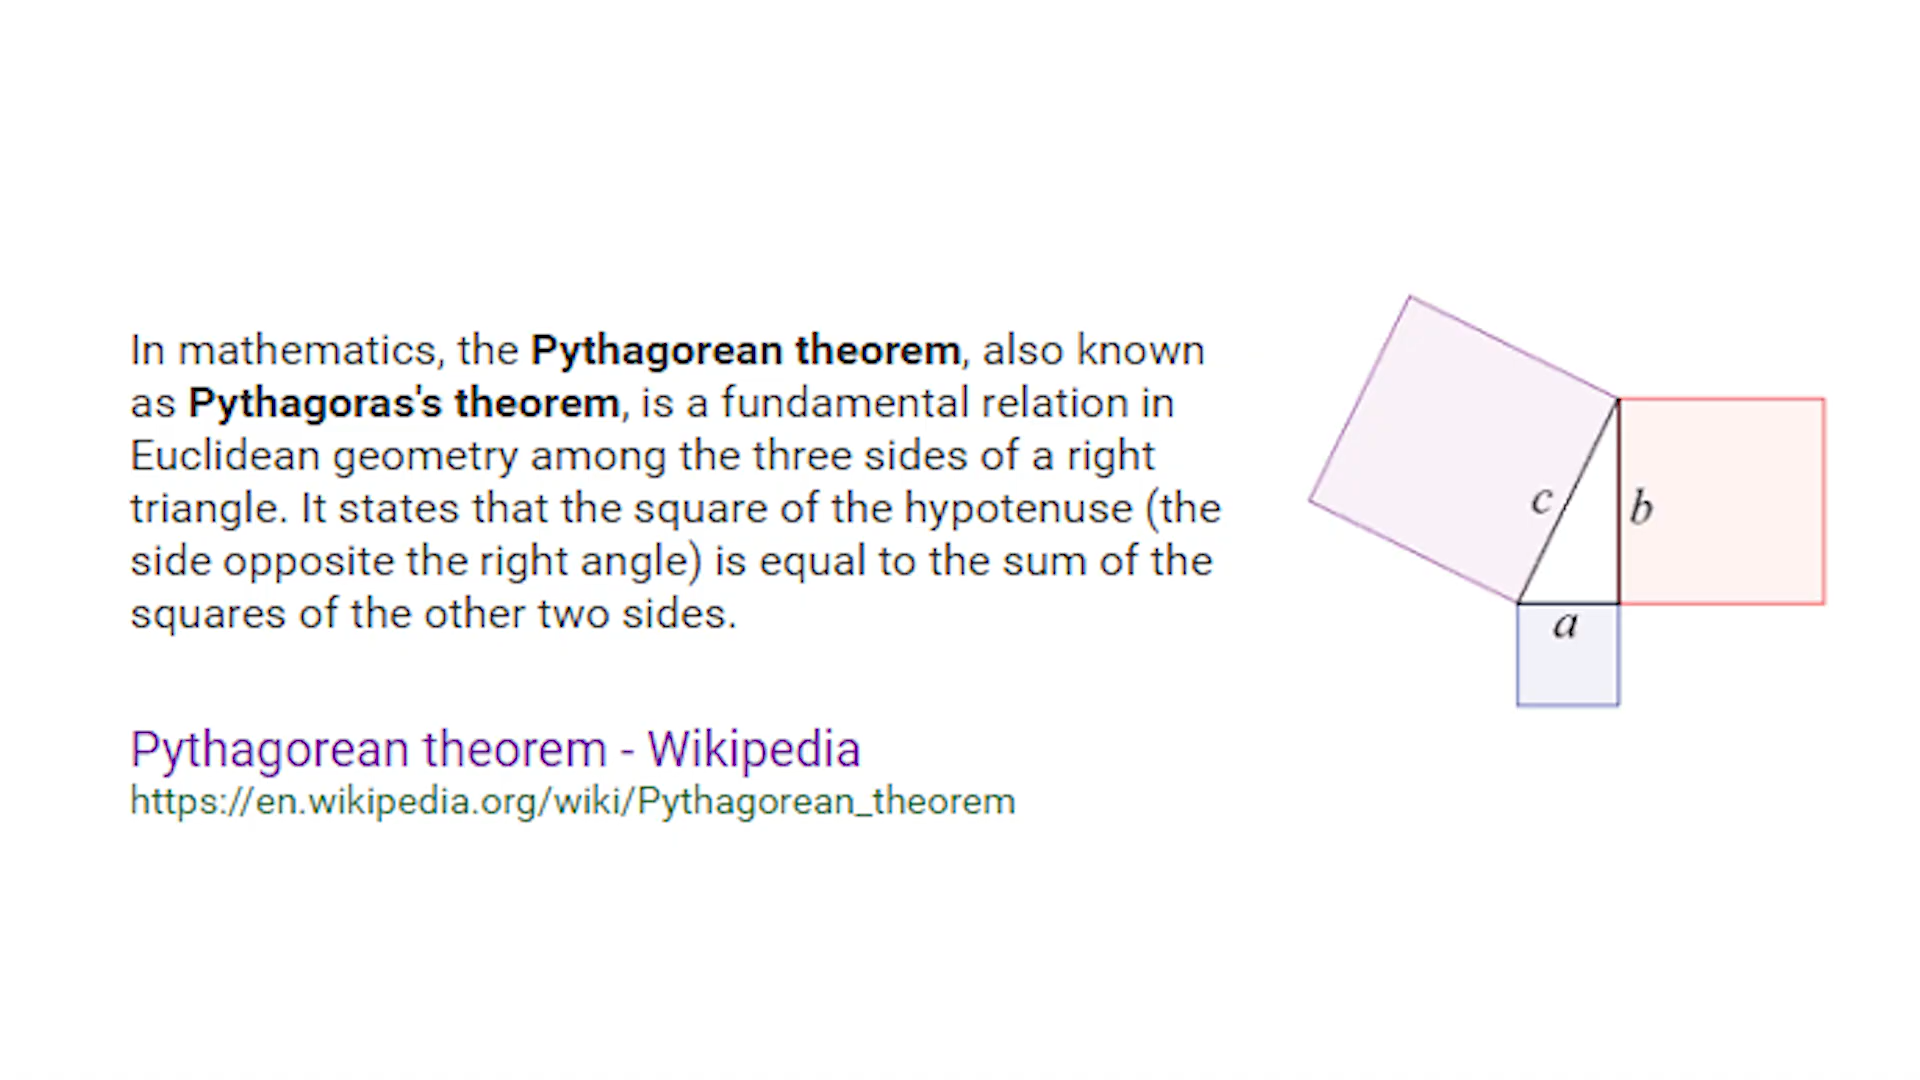 In mathematics, the Pythagorean theorem, also known
as Pythagoras's theorem, is a fundamental relation in
Euclidean geometry among the three sides of a right
triangle. It states that the square of the hypotenuse (the
side opposite the right angle) is equal to the sum of the
squares of the other two sides.
Pythagorean theorem - Wikipedia
https://en.wikipedia.org/wiki/Pythagorean_theorem
c
b
a